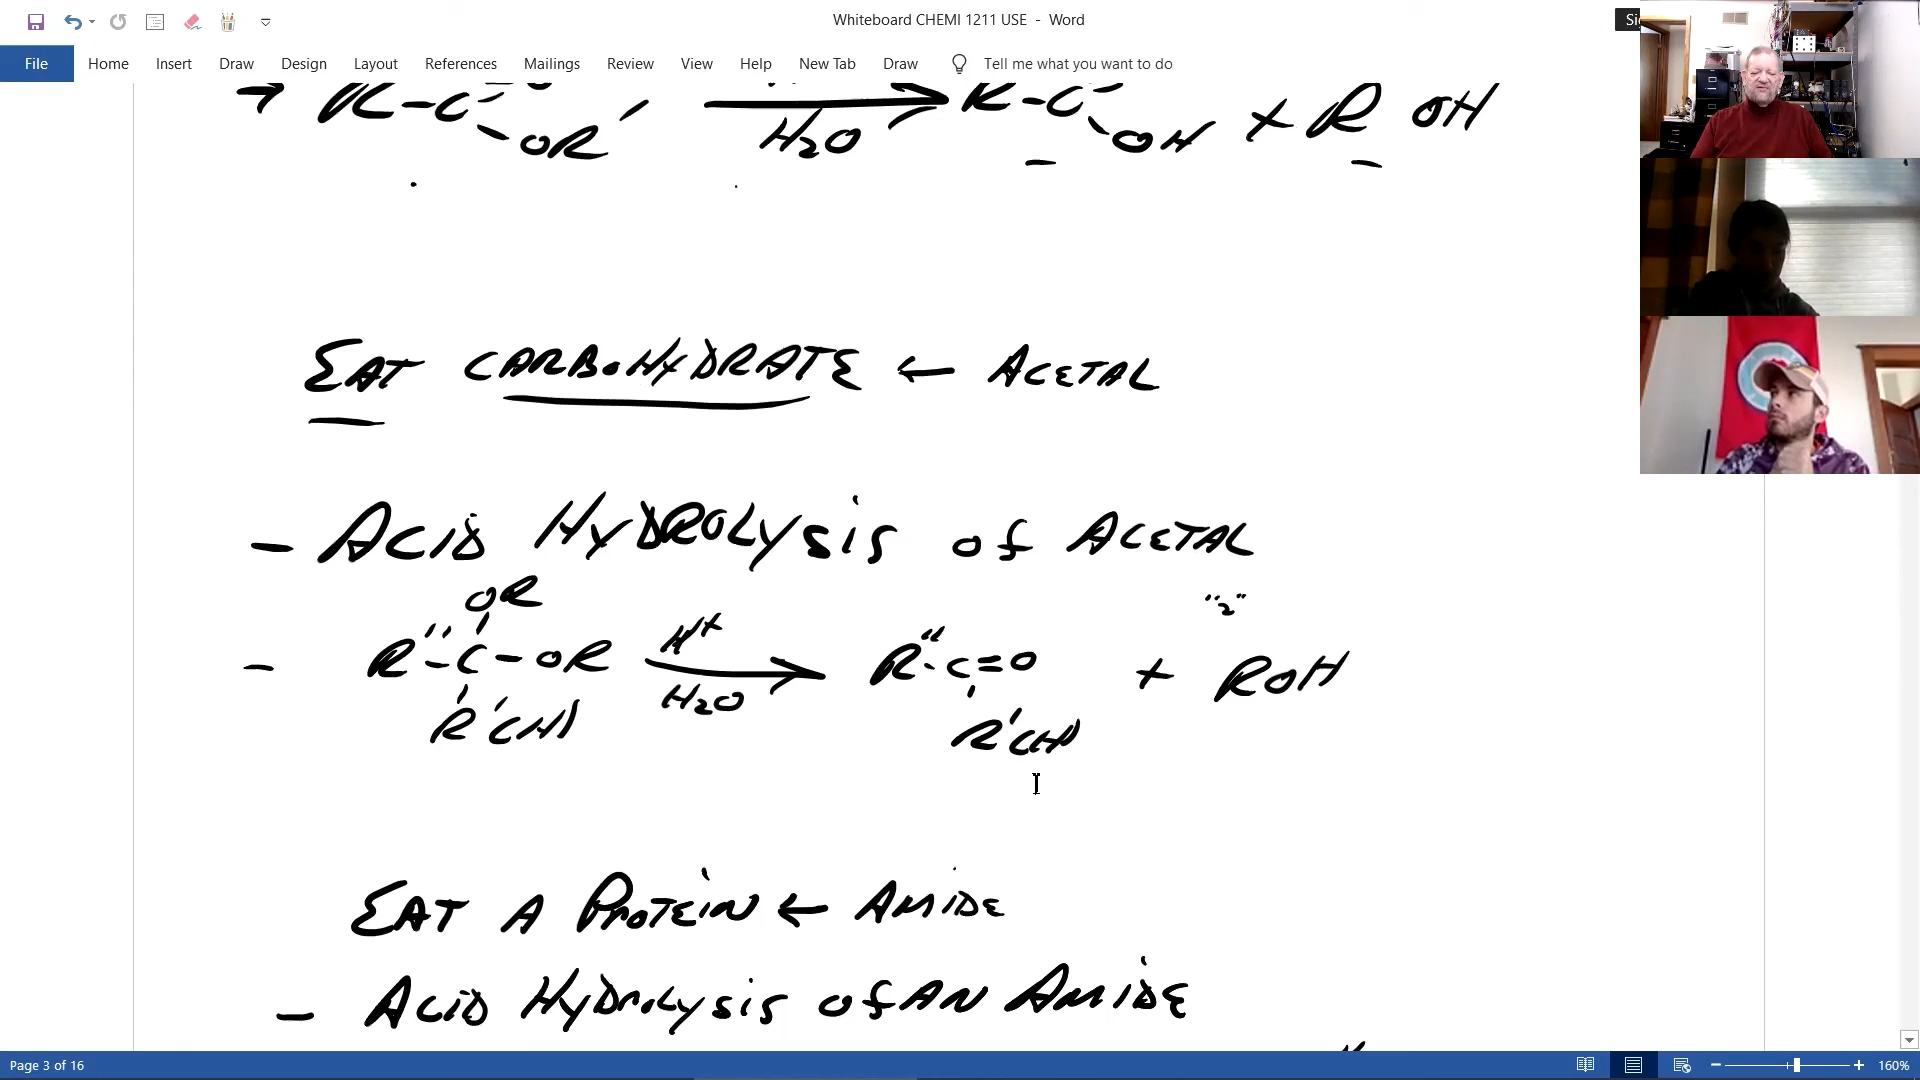 Whiteboard CHEMI 1211 USE - Word
File Home Insert Draw Design Layout References Mailings Review View Help New Tab Draw Tell me what you want to do
→ R-C OR' H2O R-C OH + R OH
EAT CARBOHYDRATE ← ACETAL
- ACID HYDROLYSIS of ACETAL
OR
"2"
- R''-C-OR H+ → R''-C=O + ROH
H2O
R'(H) R'(H)
EAT A PROTEIN ← AMIDE
- ACID HYDROLYSIS of AN AMIDE
Page 3 of 16 160%